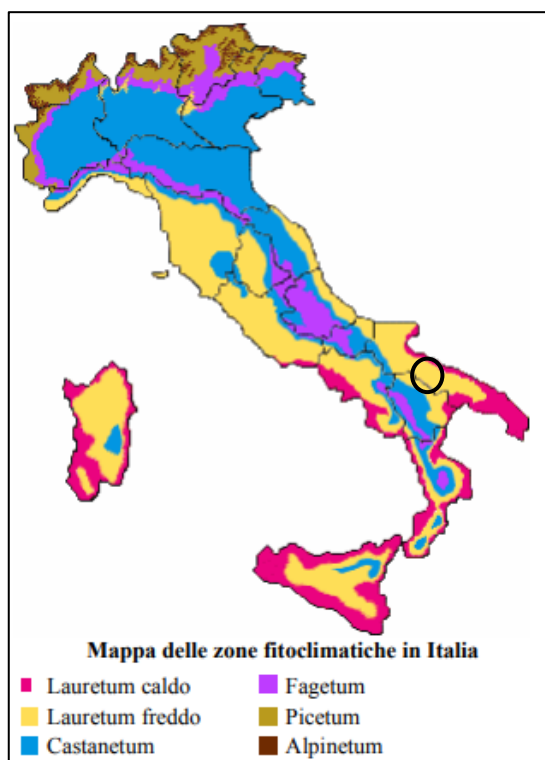 Mappa delle zone fitoclimatiche in Italia
Lauretum caldo
Fagetum
Lauretum freddo
Picetum
Castanetum
Alpinetum